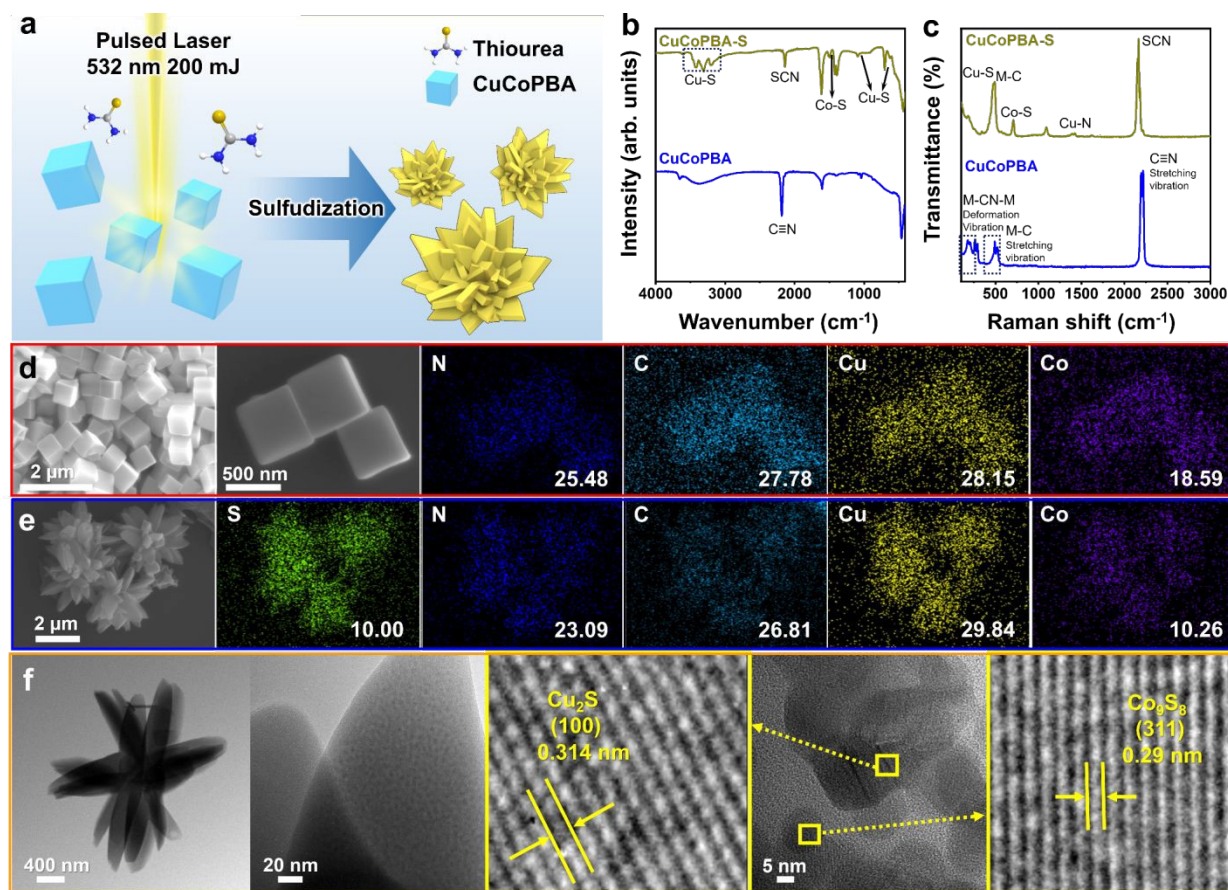 a
Pulsed Laser
532 nm 200 mJ
Thiourea
CuCoPBA
Sulfudization
b
Intensity (arb. units)
CuCoPBA-S
Cu-S
SCN
Co-S
Cu-S
CuCoPBA
C≡N
4000
3000
2000
1000
Wavenumber (cm⁻¹)
c
Transmittance (%)
CuCoPBA-S
SCN
Cu-S
M-C
Co-S
Cu-N
CuCoPBA
C≡N
Stretching
vibration
M-CN-M
Deformation
Vibration
M-C
Stretching
vibration
500
1000
1500
2000
2500
3000
Raman shift (cm⁻¹)
d
2 µm
500 nm
N
25.48
C
27.78
Cu
28.15
Co
18.59
e
2 µm
S
10.00
N
23.09
C
26.81
Cu
29.84
Co
10.26
f
400 nm
20 nm
Cu₂S
(100)
0.314 nm
5 nm
Co₉S₈
(311)
0.29 nm